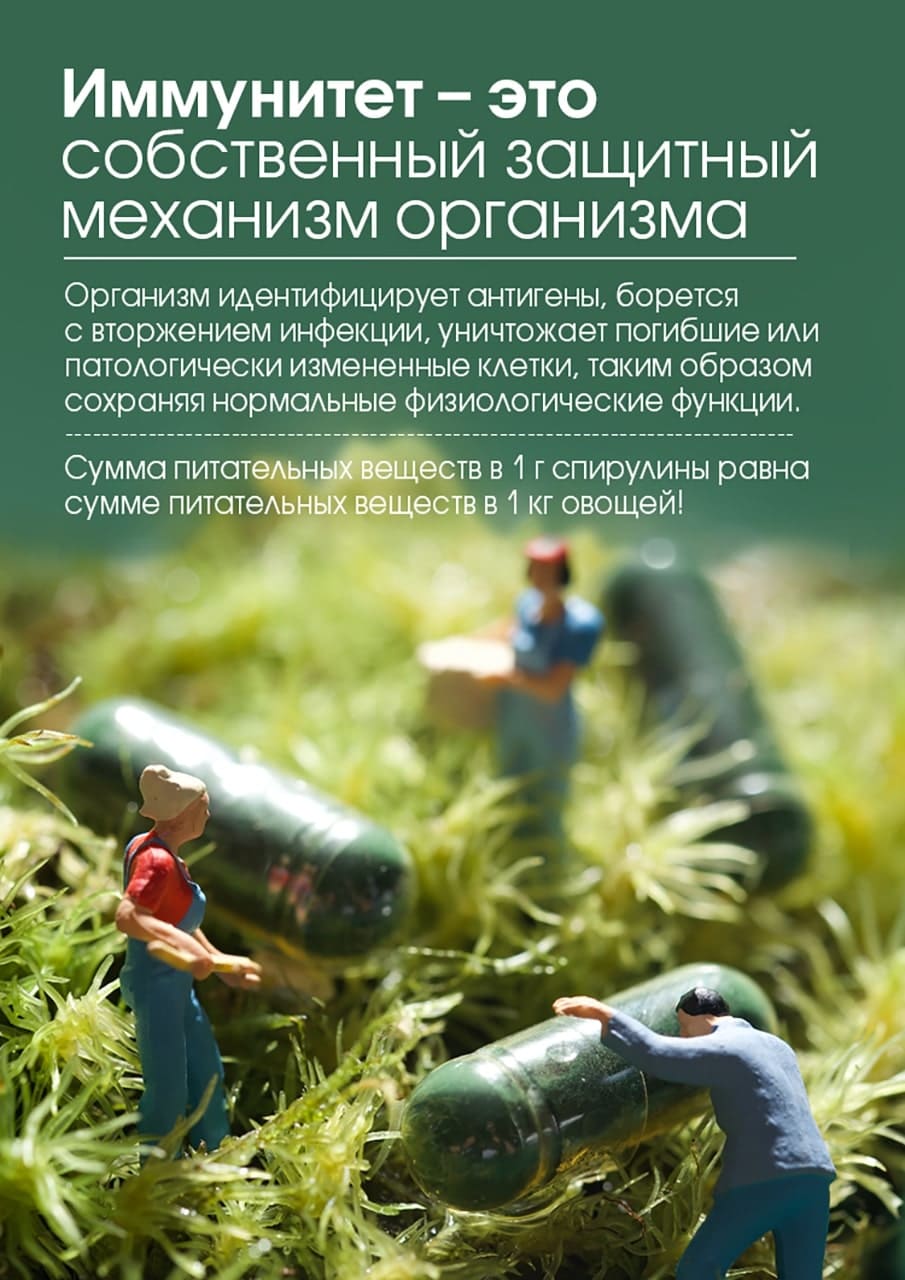 Иммунитет – это
собственный защитный
механизм организма
Организм идентифицирует антигены, борется
с вторжением инфекции, уничтожает погибшие или
патологически измененные клетки, таким образом
сохраняя нормальные физиологические функции.
Сумма питательных веществ в 1 г спирулины равна
сумме питательных веществ в 1 кг овощей!